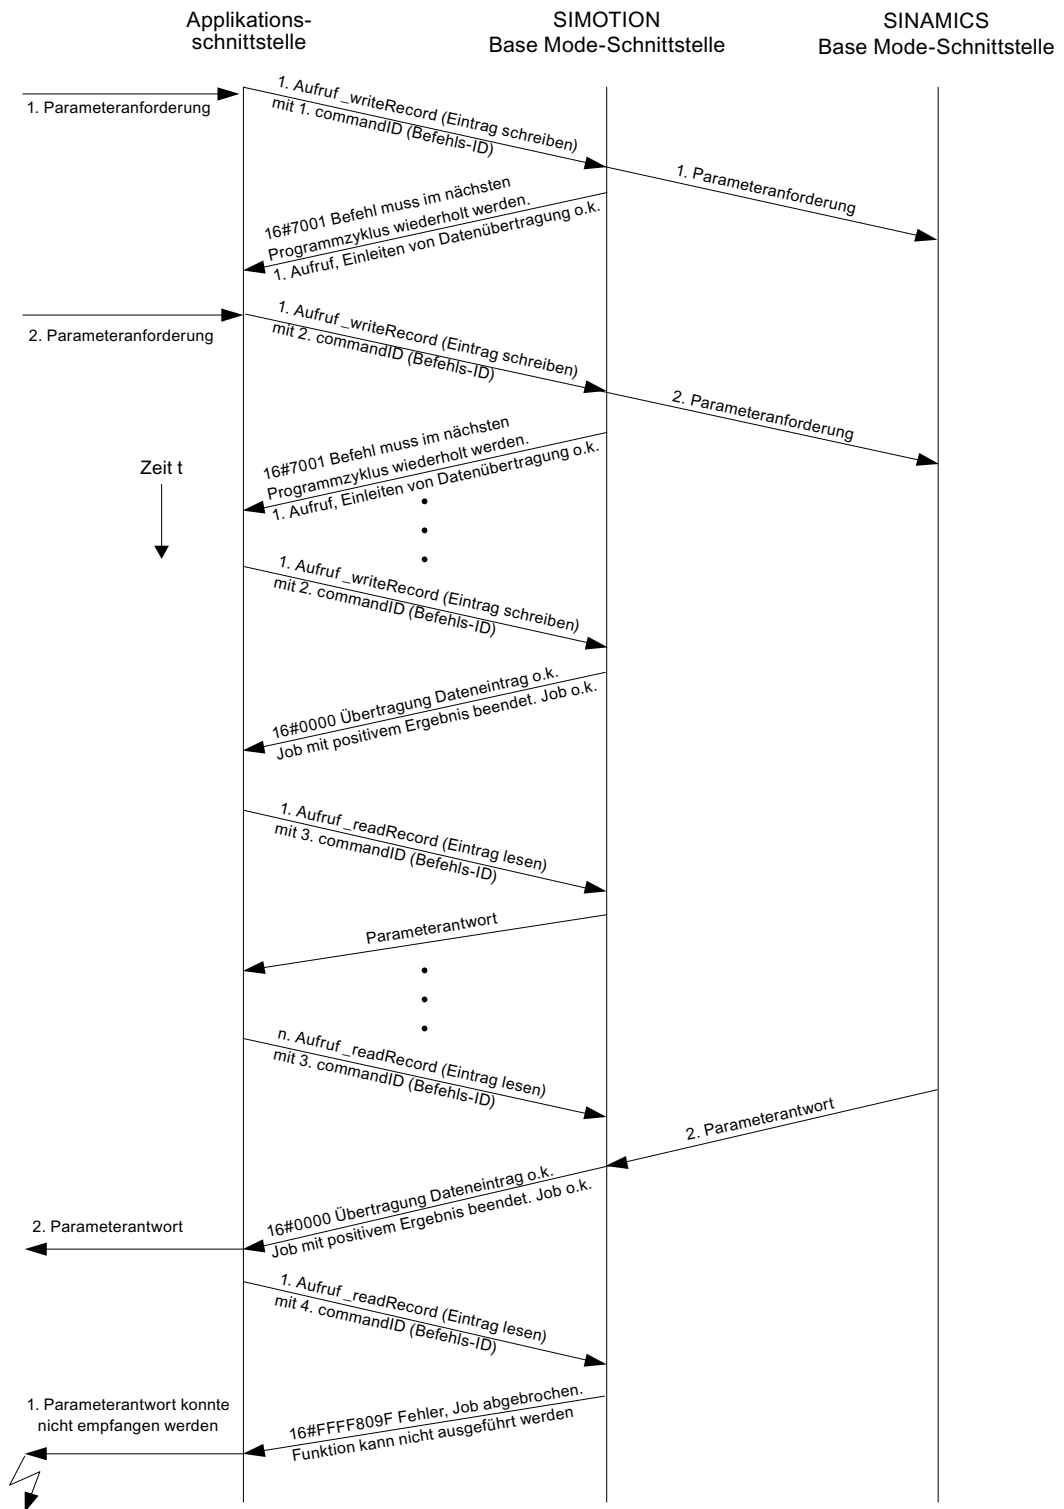 Applikations-
schnittstelle
SIMOTION
Base Mode-Schnittstelle
SINAMICS
Base Mode-Schnittstelle
1. Parameteranforderung
1. Aufruf _writeRecord (Eintrag schreiben)
mit 1. commandID (Befehls-ID)
1. Parameteranforderung
16#7001 Befehl muss im nächsten
Programmzyklus wiederholt werden.
1. Aufruf, Einleiten von Datenübertragung o.k.
2. Parameteranforderung
1. Aufruf _writeRecord (Eintrag schreiben)
mit 2. commandID (Befehls-ID)
2. Parameteranforderung
16#7001 Befehl muss im nächsten
Programmzyklus wiederholt werden.
1. Aufruf, Einleiten von Datenübertragung o.k.
Zeit t
1. Aufruf _writeRecord (Eintrag schreiben)
mit 2. commandID (Befehls-ID)
16#0000 Übertragung Dateneintrag o.k.
Job mit positivem Ergebnis beendet. Job o.k.
1. Aufruf _readRecord (Eintrag lesen)
mit 3. commandID (Befehls-ID)
Parameterantwort
n. Aufruf _readRecord (Eintrag lesen)
mit 3. commandID (Befehls-ID)
2. Parameterantwort
16#0000 Übertragung Dateneintrag o.k.
Job mit positivem Ergebnis beendet. Job o.k.
2. Parameterantwort
1. Aufruf _readRecord (Eintrag lesen)
mit 4. commandID (Befehls-ID)
1. Parameterantwort konnte
nicht empfangen werden
16#FFFF809F Fehler, Job abgebrochen.
Funktion kann nicht ausgeführt werden